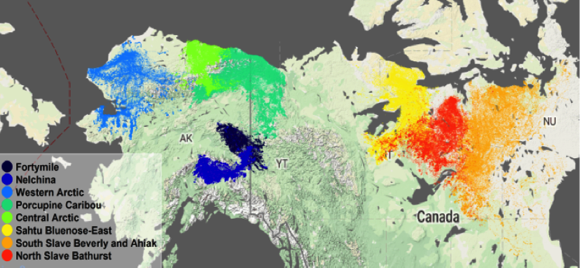 AK
YT
T
NU
Canada
Fortymile
Nelchina
Western Arctic
Porcupine Caribou
Central Arctic
Sahtu Bluenose-East
South Slave Beverly and Ahlak
North Slave Bathurst